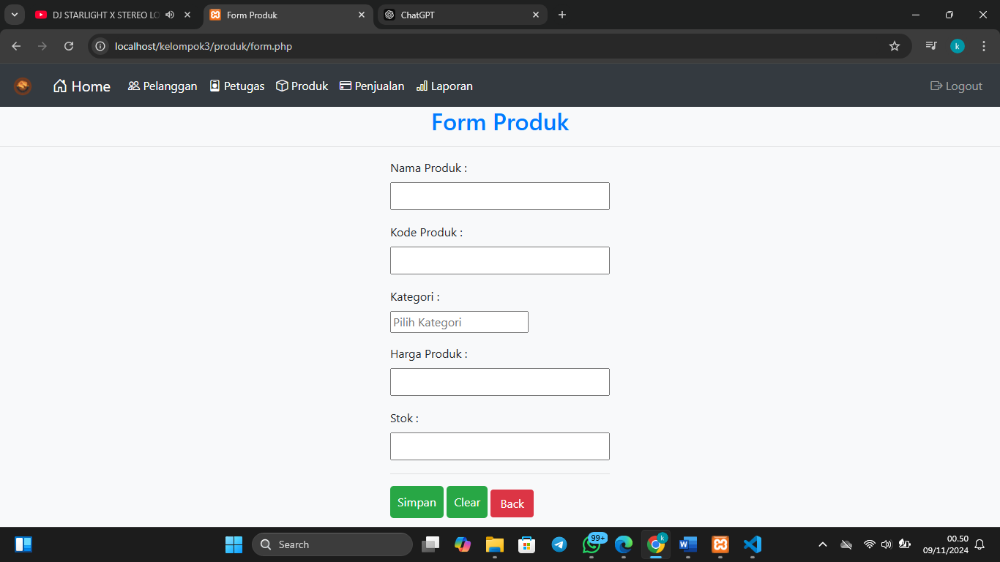 DJ STARLIGHT X STEREO LO
Form Produk
ChatGPT
localhost/kelompok3/produk/form.php
k
Home
Pelanggan
Petugas
Produk
Penjualan
Laporan
Logout
Form Produk
Nama Produk :
Kode Produk :
Kategori :
Pilih Kategori
Harga Produk :
Stok :
Simpan
Clear
Back
Search
99+
k
00.50
09/11/2024